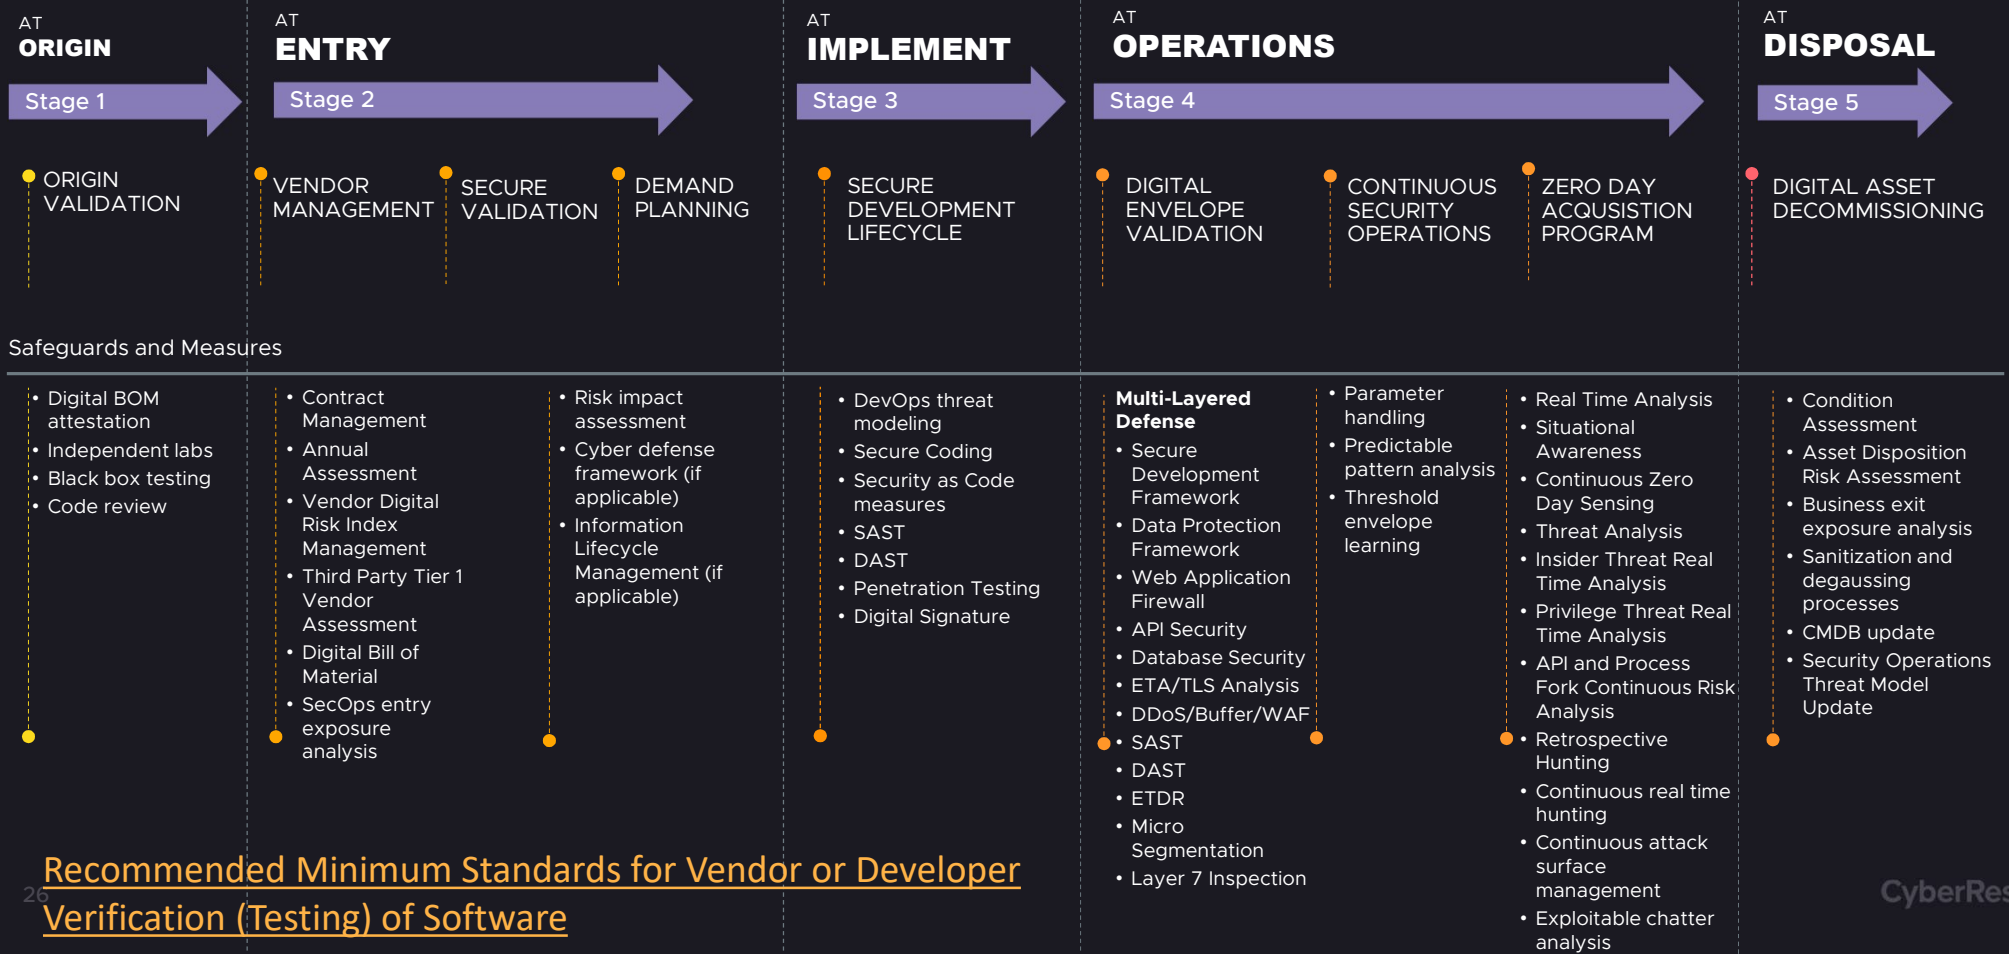 AT
ORIGIN
Stage 1
AT
ENTRY
Stage 2
AT
IMPLEMENT
Stage 3
AT
OPERATIONS
Stage 4
AT
DISPOSAL
Stage 5
ORIGIN
VALIDATION
VENDOR
MANAGEMENT
SECURE
VALIDATION
DEMAND
PLANNING
SECURE
DEVELOPMENT
LIFECYCLE
DIGITAL
ENVELOPE
VALIDATION
CONTINUOUS
SECURITY
OPERATIONS
ZERO DAY
ACQUSISTION
PROGRAM
DIGITAL ASSET
DECOMMISSIONING
Safeguards and Measures
• Digital BOM
attestation
• Independent labs
• Black box testing
• Code review
• Contract
Management
• Annual
Assessment
• Vendor Digital
Risk Index
Management
• Third Party Tier 1
Vendor
Assessment
• Digital Bill of
Material
• SecOps entry
exposure
analysis
• Risk impact
assessment
• Cyber defense
framework (if
applicable)
• Information
Lifecycle
Management (if
applicable)
• DevOps threat
modeling
• Secure Coding
• Security as Code
measures
• SAST
• DAST
• Penetration Testing
• Digital Signature
Multi-Layered
Defense
• Secure
Development
Framework
• Data Protection
Framework
• Web Application
Firewall
• API Security
• Database Security
• ETA/TLS Analysis
• DDoS/Buffer/WAF
• SAST
• DAST
• ETDR
• Micro
Segmentation
• Layer 7 Inspection
• Parameter
handling
• Predictable
pattern analysis
• Threshold
envelope
learning
• Real Time Analysis
• Situational
Awareness
• Continuous Zero
Day Sensing
• Threat Analysis
• Insider Threat Real
Time Analysis
• Privilege Threat Real
Time Analysis
• API and Process
Fork Continuous Risk
Analysis
• Retrospective
Hunting
• Continuous real time
hunting
• Continuous attack
surface
management
• Exploitable chatter
analysis
• Condition
Assessment
• Asset Disposition
Risk Assessment
• Business exit
exposure analysis
• Sanitization and
degaussing
processes
• CMDB update
• Security Operations
Threat Model
Update
Recommended Minimum Standards for Vendor or Developer
Verification (Testing) of Software
26
CyberRes